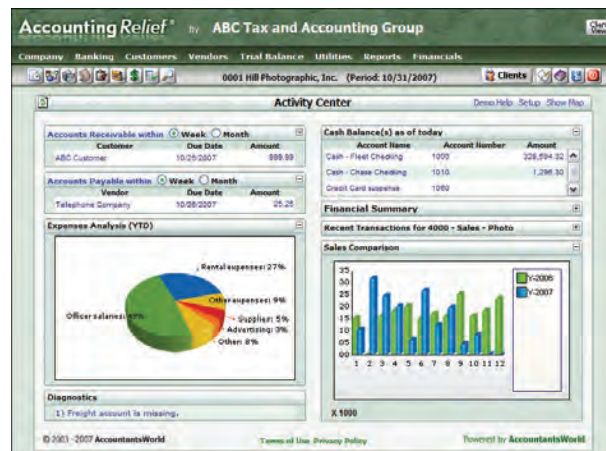 Accounting Relief® by ABC Tax and Accounting Group
Client View
Company Banking Customers Vendors Trial Balance Utilities Reports Financials
0001 Hill Photographic, Inc. (Period: 10/31/2007)
Clients
Activity Center
Demo Help Setup Show Map
Accounts Receivable within Week Month
Customer Due Date Amount
ABC Customer 10/26/2007 999.99
Accounts Payable within Week Month
Vendor Due Date Amount
Telephone Company 10/28/2007 25.25
Expenses Analysis (YTD)
Rental expenses: 27%
Other expenses: 9%
Supplies: 5%
Advertising: 3%
Other: 8%
Officer salaries:
Diagnostics
1) Freight account is missing.
Cash Balance(s) as of today
Account Name Account Number Amount
Cash - Fleet Checking 1000
Cash - Chase Checking 1010 1,296.30
Credit Card suspense 1060
Financial Summary
Recent Transactions for 4000 - Sales - Photo
Sales Comparison
35
30
25
20
15
10
05
00
1 2 3 4 5 6 7 8 9 10 11 12
Y-2006
Y-2007
X 1000
© 2003 - 2007 AccountantsWorld
Terms of Use Privacy Policy
Powered by AccountantsWorld